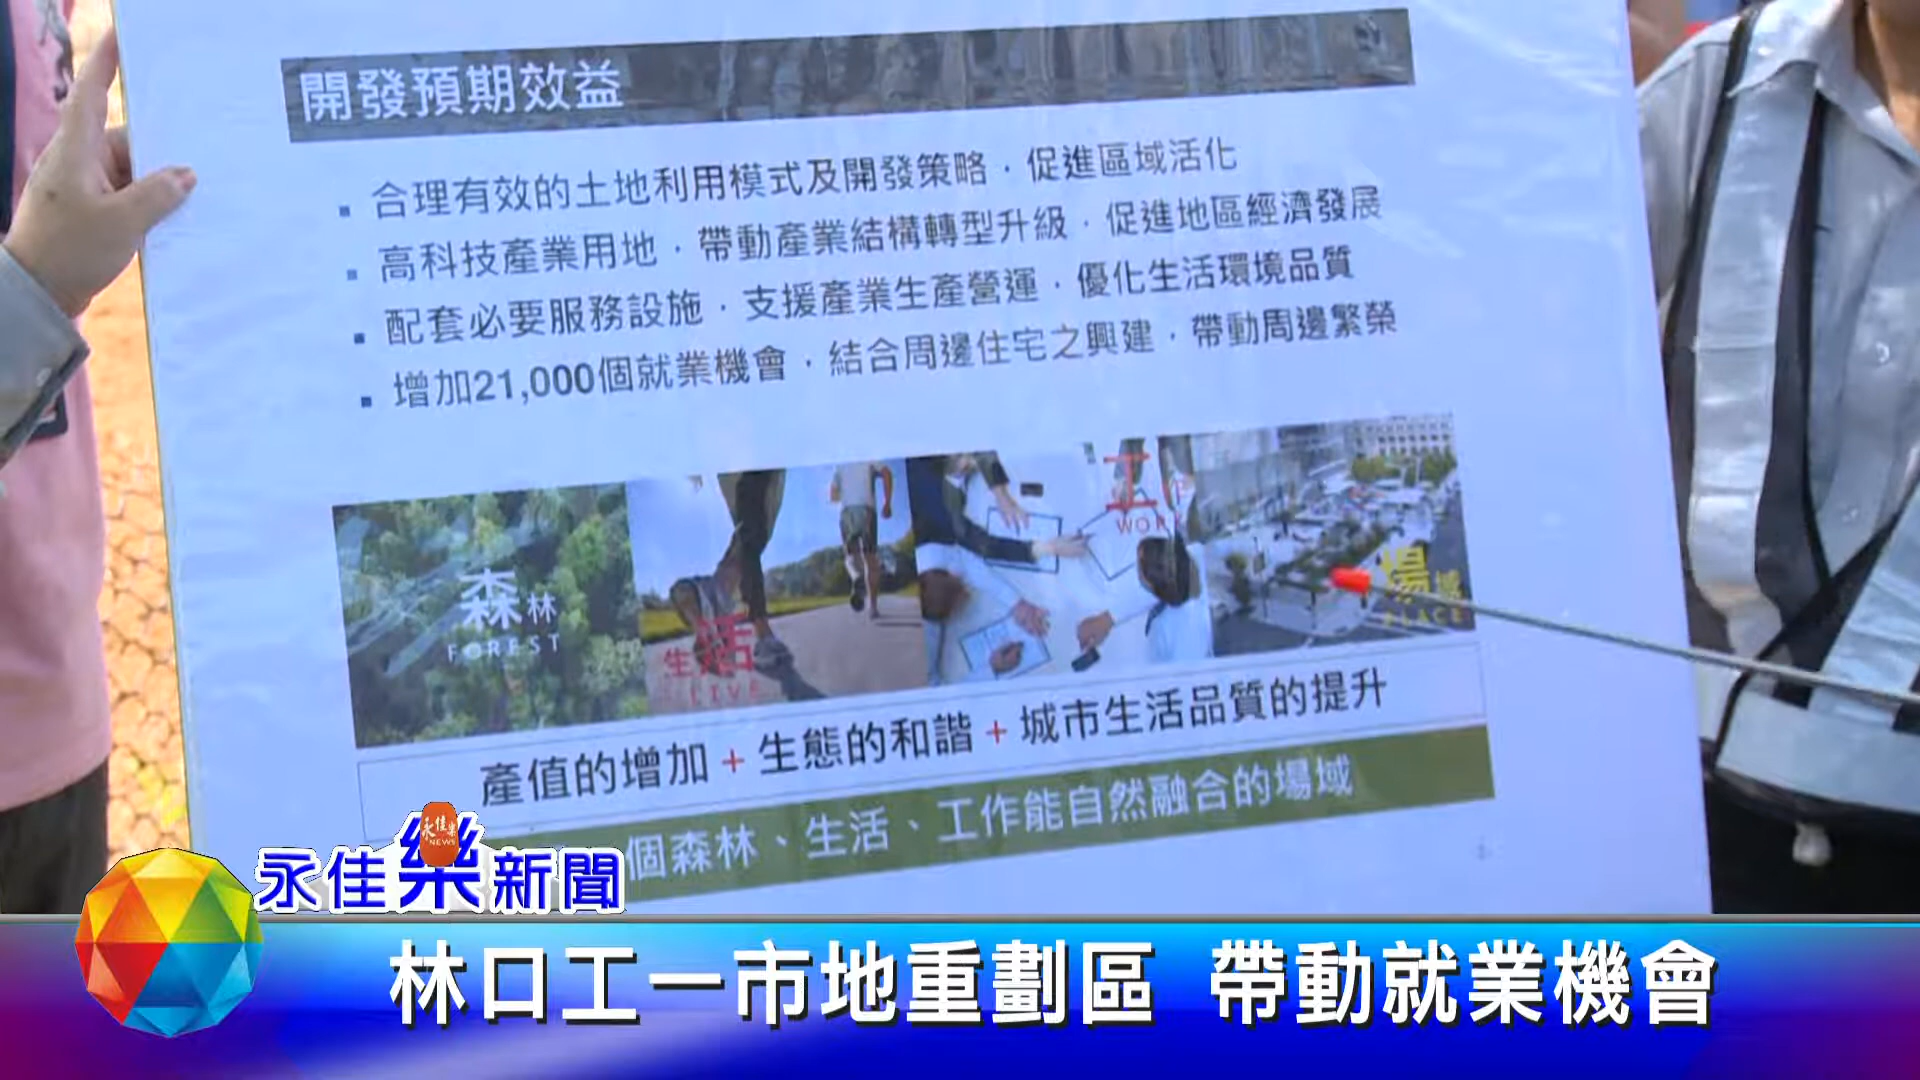 開發預期效益
▪ 合理有效的土地利用模式及開發策略，促進區域活化
▪ 高科技產業用地，帶動產業結構轉型升級，促進地區經濟發展
▪ 配套必要服務設施，支援產業生產營運，優化生活環境品質
▪ 增加21,000個就業機會，結合周邊住宅之興建，帶動周邊繁榮
森林
FOREST
生活
LIVE
工作
WORK
場域
PLACE
產值的增加 + 生態的和諧 + 城市生活品質的提升
個森林、生活、工作能自然融合的場域
永佳樂
NEWS
永佳樂新聞
林口工一市地重劃區 帶動就業機會